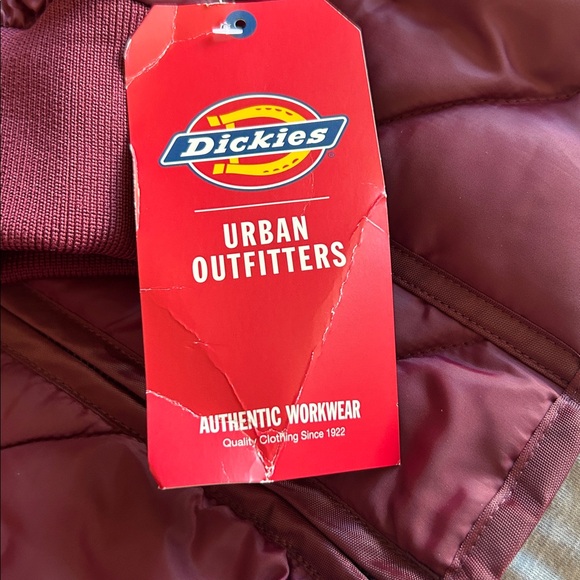 Dickies
URBAN
OUTFITTERS
AUTHENTIC WORKWEAR
Quality Clothing Since 1922